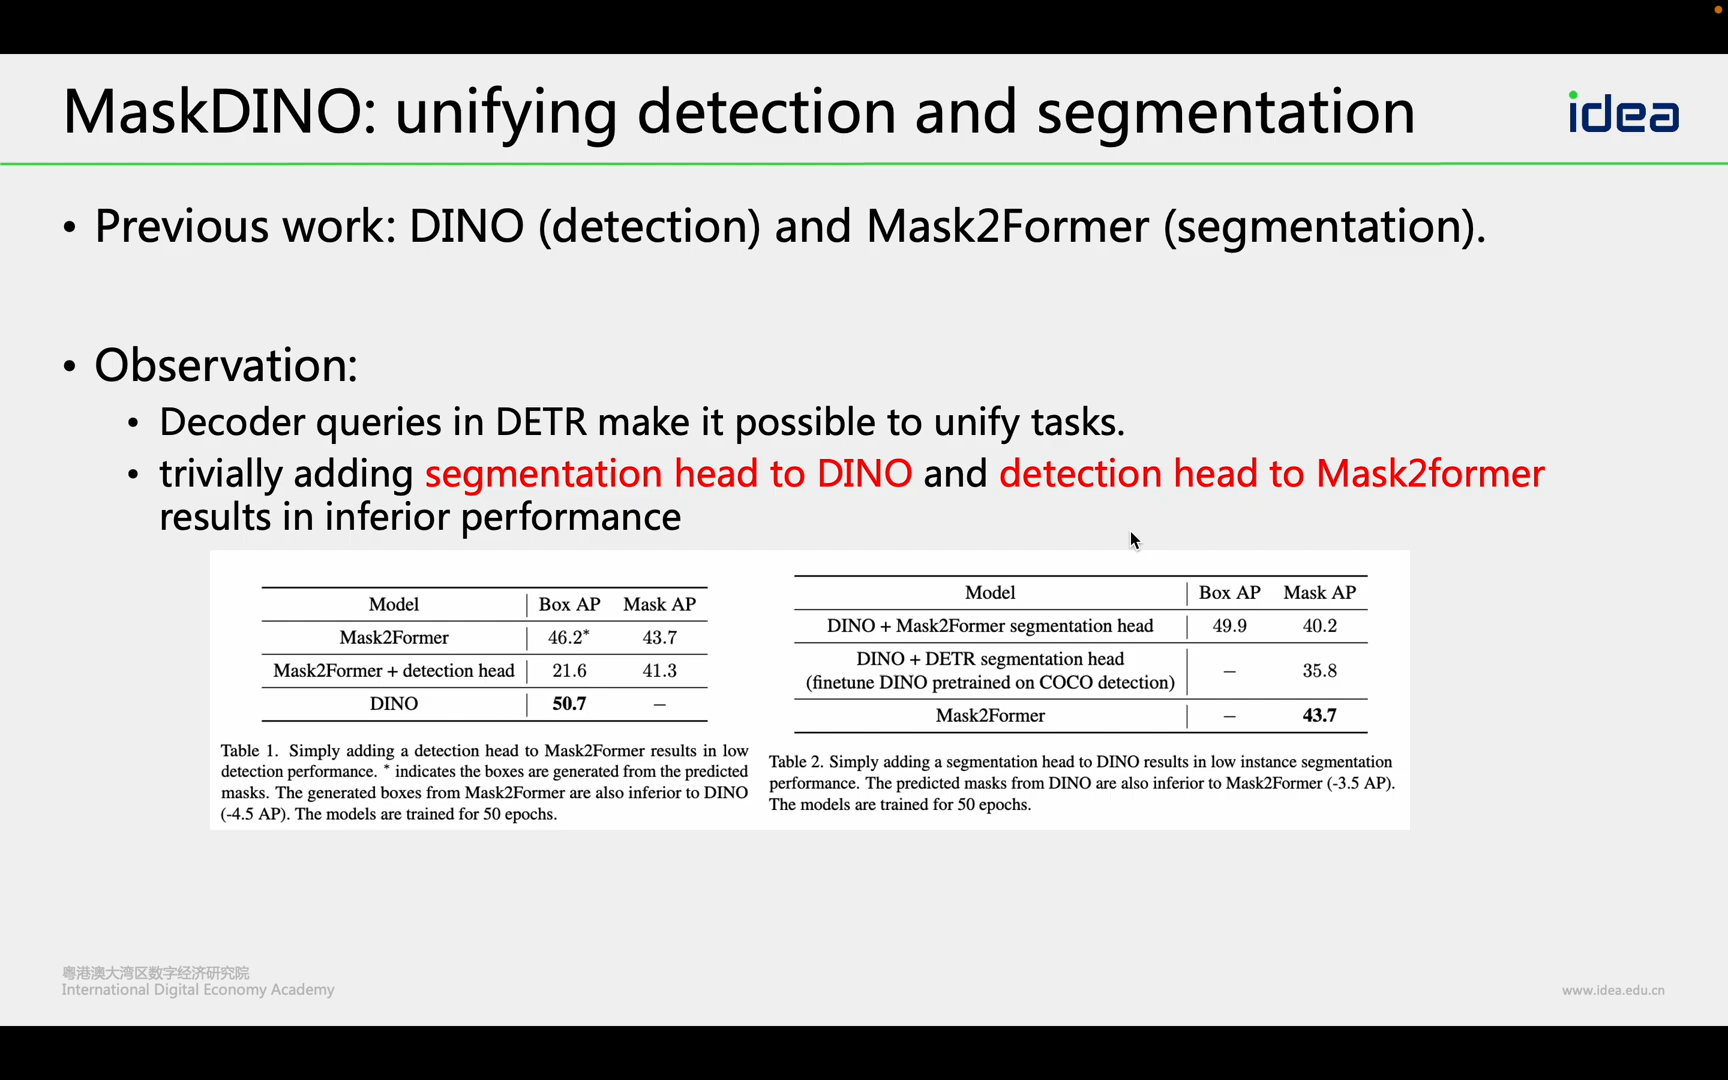 MaskDINO: unifying detection and segmentation
idea
• Previous work: DINO (detection) and Mask2Former (segmentation).
• Observation:
• Decoder queries in DETR make it possible to unify tasks.
• trivially adding segmentation head to DINO and detection head to Mask2former
results in inferior performance
Model | Box AP Mask AP
Mask2Former | 46.2* 43.7
Mask2Former + detection head | 21.6 41.3
DINO | 50.7 –
Table 1. Simply adding a detection head to Mask2Former results in low
detection performance. * indicates the boxes are generated from the predicted
masks. The generated boxes from Mask2Former are also inferior to DINO
(-4.5 AP). The models are trained for 50 epochs.
Model | Box AP Mask AP
DINO + Mask2Former segmentation head | 49.9 40.2
DINO + DETR segmentation head
(finetune DINO pretrained on COCO detection) | – 35.8
Mask2Former | – 43.7
Table 2. Simply adding a segmentation head to DINO results in low instance segmentation
performance. The predicted masks from DINO are also inferior to Mask2Former (-3.5 AP).
The models are trained for 50 epochs.
粤港澳大湾区数字经济研究院
International Digital Economy Academy
www.idea.edu.cn